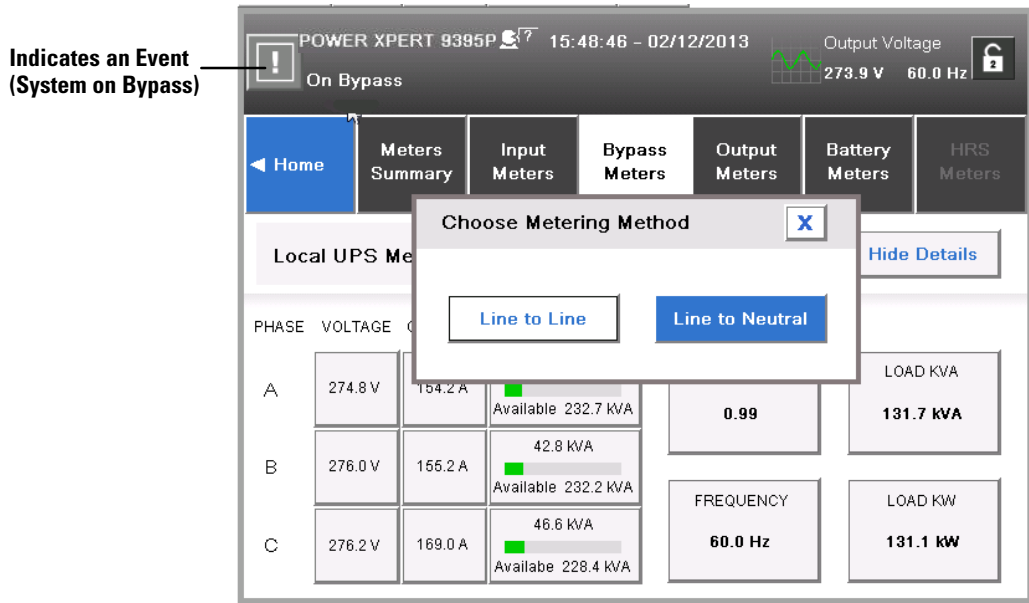 Indicates an Event
(System on Bypass)
POWER XPERT 9395P ? 15:48:46 - 02/12/2013
On Bypass
Output Voltage
273.9 V 60.0 Hz
2
Home
Meters
Summary
Input
Meters
Bypass
Meters
Output
Meters
Battery
Meters
HRS
Meters
Choose Metering Method
X
Line to Line
Line to Neutral
Local UPS Me
Hide Details
PHASE VOLTAGE
A 274.8 V 154.2 A
Available 232.7 kVA
0.99
LOAD KVA
131.7 kVA
B 276.0 V 155.2 A
42.8 kVA
Available 232.2 kVA
C 276.2 V 169.0 A
46.6 kVA
Availabe 228.4 kVA
FREQUENCY
60.0 Hz
LOAD KW
131.1 kW